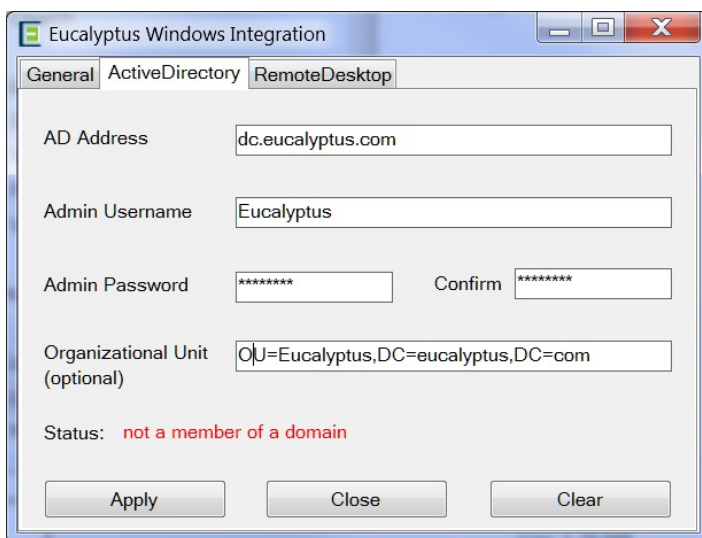 Eucalyptus Windows Integration
General ActiveDirectory RemoteDesktop
AD Address dc.eucalyptus.com
Admin Username Eucalyptus
Admin Password ******** Confirm ********
Organizational Unit OU=Eucalyptus,DC=eucalyptus,DC=com
(optional)
Status: not a member of a domain
Apply Close Clear